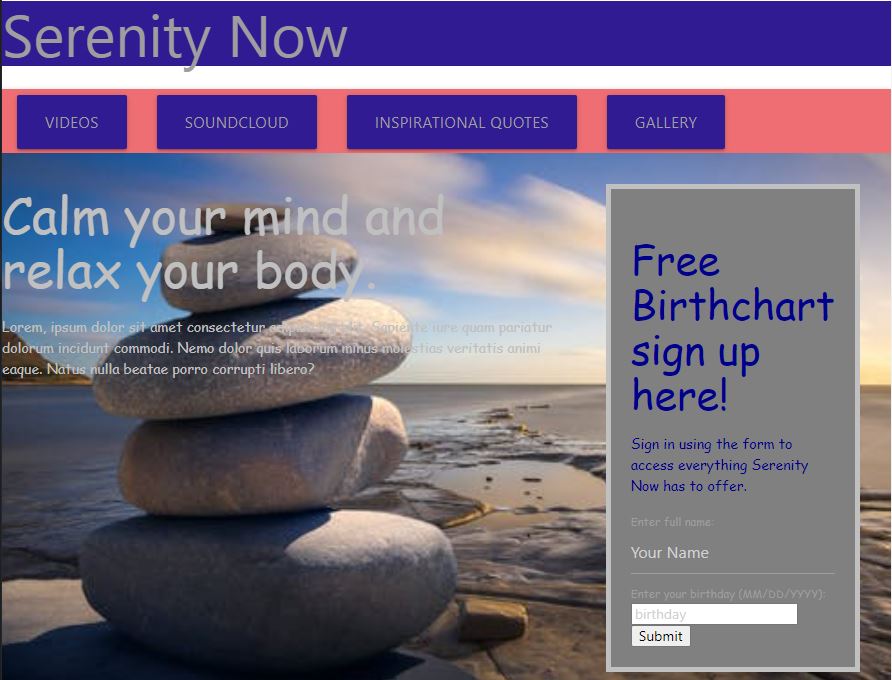 Serenity Now
VIDEOS SOUNDCLOUD INSPIRATIONAL QUOTES GALLERY
Calm your mind and
relax your body.
Lorem, ipsum dolor sit amet consectetur adipisicing elit. Sapiente iure quam pariatur
dolorum incidunt commodi. Nemo dolor quis laborum minus molestias veritatis animi
eaque. Natus nulla beatae porro corrupti libero?
Free
Birthchart
sign up
here!
Sign in using the form to
access everything Serenity
Now has to offer.
Enter full name:
Your Name
Enter your birthday (MM/DD/YYYY):
birthday
Submit